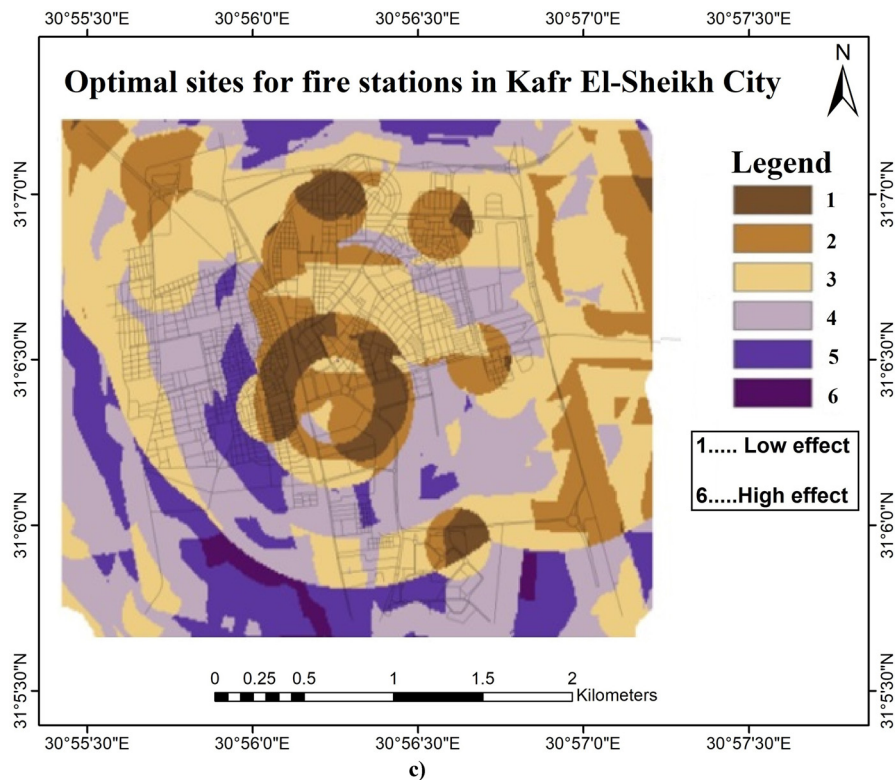 30°55'30"E 30°56'0"E 30°56'30"E 30°57'0"E 30°57'30"E
N
Optimal sites for fire stations in Kafr El-Sheikh City
Legend
1
2
3
4
5
6
1..... Low effect
6.....High effect
31°7'0"N 31°7'0"N
31°6'30"N 31°6'30"N
31°6'0"N 31°6'0"N
31°5'30"N 31°5'30"N
0 0.25 0.5 1 1.5 2
Kilometers
30°55'30"E 30°56'0"E 30°56'30"E 30°57'0"E 30°57'30"E
c)